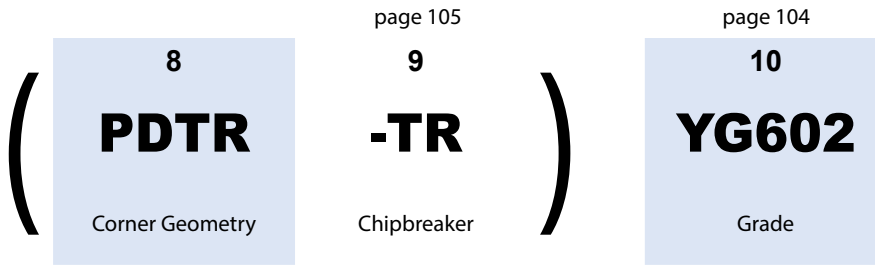 page 105 page 104
8 9 10
( PDTR -TR ) YG602
Corner Geometry Chipbreaker Grade